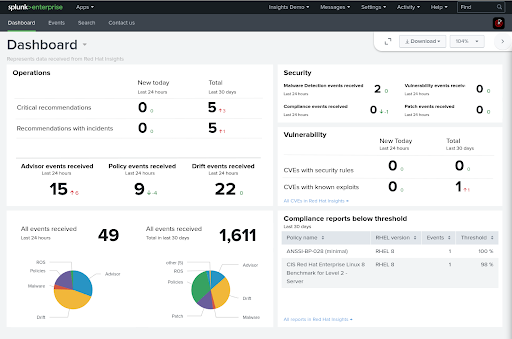 splunk>enterprise Apps Insights Demo Messages Settings Activity Help Find
Dashboard Events Search Contact us
Dashboard
Download 104%
Represents data received from Red Hat Insights
Operations
New today Total
Last 24 hours Last 30 days
Critical recommendations 0 0 5 3
Recommendations with incidents 0 0 5 1
Advisor events received Policy events received Drift events received
Last 24 hours Last 24 hours Last 24 hours
15 6 9 -4 22 0
Security
Malware Detection events received
Last 24 hours
2 0
Vulnerability events receiv
Last 24 hours
0
Compliance events received
Last 24 hours
0 -1
Patch events received
Last 24 hours
0
Vulnerability
New Today Total
Last 24 hours Last 30 days
CVEs with security rules 0 0 0 0
CVEs with known exploits 0 0 1 1
All CVEs in Red Hat Insights
All events received
Last 24 hours
49
ROS
Policies
Malware
Drift
Advisor
All events received
Total in last 30 days
1,611
other (5)
ROS
Policies
Patch
Advisor
Drift
Malware
Compliance reports below threshold
Last 30 days
Policy name RHEL version Events Threshold
ANSSI-BP-028 (minimal) RHEL 8 1 100 %
CIS Red Hat Enterprise Linux 8 RHEL 8 1 98 %
Benchmark for Level 2 -
Server
All reports in Red Hat Insights